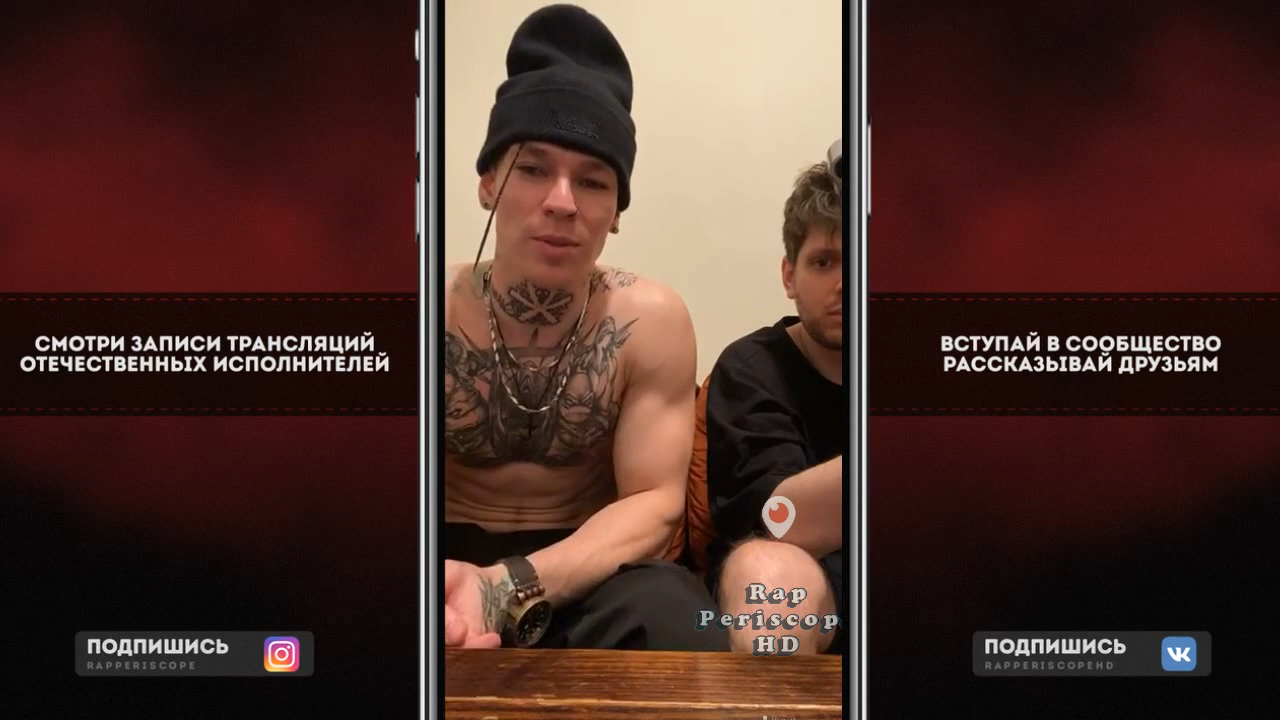 СМОТРИ ЗАПИСИ ТРАНСЛЯЦИЙ
ОТЕЧЕСТВЕННЫХ ИСПОЛНИТЕЛЕЙ
ВСТУПАЙ В СООБЩЕСТВО
РАССКАЗЫВАЙ ДРУЗЬЯМ
Rap
Periscop
HD
ПОДПИШИСЬ
RAPPERISCOPE
ПОДПИШИСЬ
RAPPERISCOPEHD